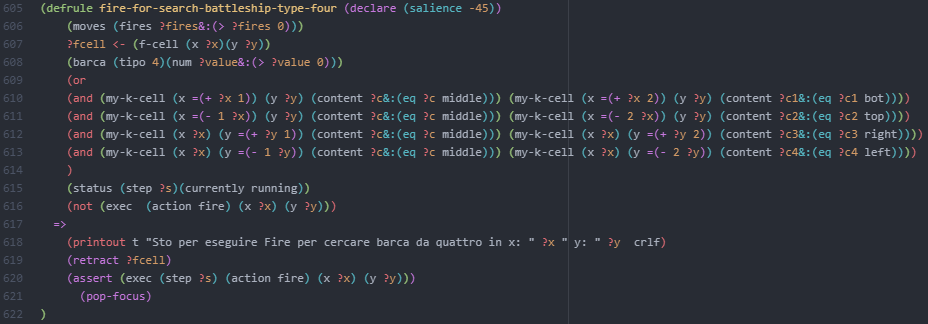 605 (defrule fire-for-search-battleship-type-four (declare (salience -45))
606 (moves (fires ?fires&:(> ?fires 0)))
607 ?fcell <- (f-cell (x ?x)(y ?y))
608 (barca (tipo 4)(num ?value&:(> ?value 0)))
609 (or
610 (and (my-k-cell (x =(+ ?x 1)) (y ?y) (content ?c&:(eq ?c middle))) (my-k-cell (x =(+ ?x 2)) (y ?y) (content ?c1&:(eq ?c1 bot))))
611 (and (my-k-cell (x =(- 1 ?x)) (y ?y) (content ?c&:(eq ?c middle))) (my-k-cell (x =(- 2 ?x)) (y ?y) (content ?c2&:(eq ?c2 top))))
612 (and (my-k-cell (x ?x) (y =(+ ?y 1)) (content ?c&:(eq ?c middle))) (my-k-cell (x ?x) (y =(+ ?y 2)) (content ?c3&:(eq ?c3 right))))
613 (and (my-k-cell (x ?x) (y =(- 1 ?y)) (content ?c&:(eq ?c middle))) (my-k-cell (x ?x) (y =(- 2 ?y)) (content ?c4&:(eq ?c4 left))))
614 )
615 (status (step ?s)(currently running))
616 (not (exec  (action fire) (x ?x) (y ?y)))
617 =>
618 (printout t "Sto per eseguire Fire per cercare barca da quattro in x: " ?x " y: " ?y  crlf)
619 (retract ?fcell)
620 (assert (exec (step ?s) (action fire) (x ?x) (y ?y)))
621 (pop-focus)
622 )